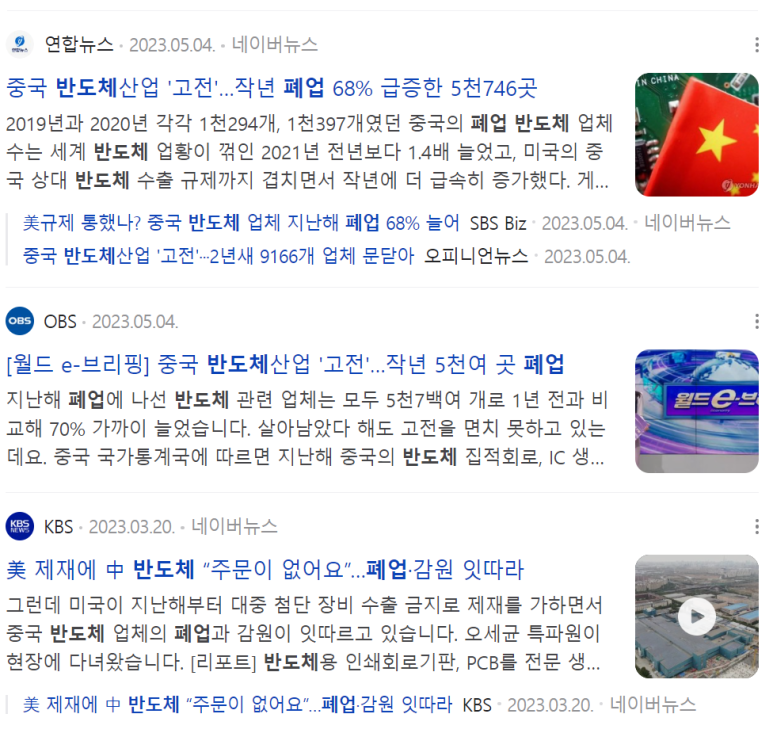 연합뉴스 · 2023.05.04. · 네이버뉴스
중국 반도체산업 '고전'...작년 폐업 68% 급증한 5천746곳
2019년과 2020년 각각 1천294개, 1천397개였던 중국의 폐업 반도체 업체
수는 세계 반도체 업황이 꺾인 2021년 전년보다 1.4배 늘었고, 미국의 중
국 상대 반도체 수출 규제까지 겹치면서 작년에 더 급속히 증가했다. 게...
IN CHINA
美규제 통했나? 중국 반도체 업체 지난해 폐업 68% 늘어 SBS Biz · 2023.05.04. · 네이버뉴스
중국 반도체산업 '고전'···2년새 9166개 업체 문닫아 오피니언뉴스 · 2023.05.04.
OBS
OBS · 2023.05.04.
[월드 e-브리핑] 중국 반도체산업 '고전'...작년 5천여 곳 폐업
지난해 폐업에 나선 반도체 관련 업체는 모두 5천7백여 개로 1년 전과 비
교해 70% 가까이 늘었습니다. 살아남았다 해도 고전을 면치 못하고 있는
데요. 중국 국가통계국에 따르면 지난해 중국의 반도체 집적회로, IC 생...
월드e-브
KBS NEWS
KBS · 2023.03.20. · 네이버뉴스
美 제재에 中 반도체 “주문이 없어요”...폐업·감원 잇따라
그런데 미국이 지난해부터 대중 첨단 장비 수출 금지로 제재를 가하면서
중국 반도체 업체의 폐업과 감원이 잇따르고 있습니다. 오세균 특파원이
현장에 다녀왔습니다. [리포트] 반도체용 인쇄회로기판, PCB를 전문 생...
美 제재에 中 반도체 “주문이 없어요”...폐업·감원 잇따라 KBS · 2023.03.20. · 네이버뉴스